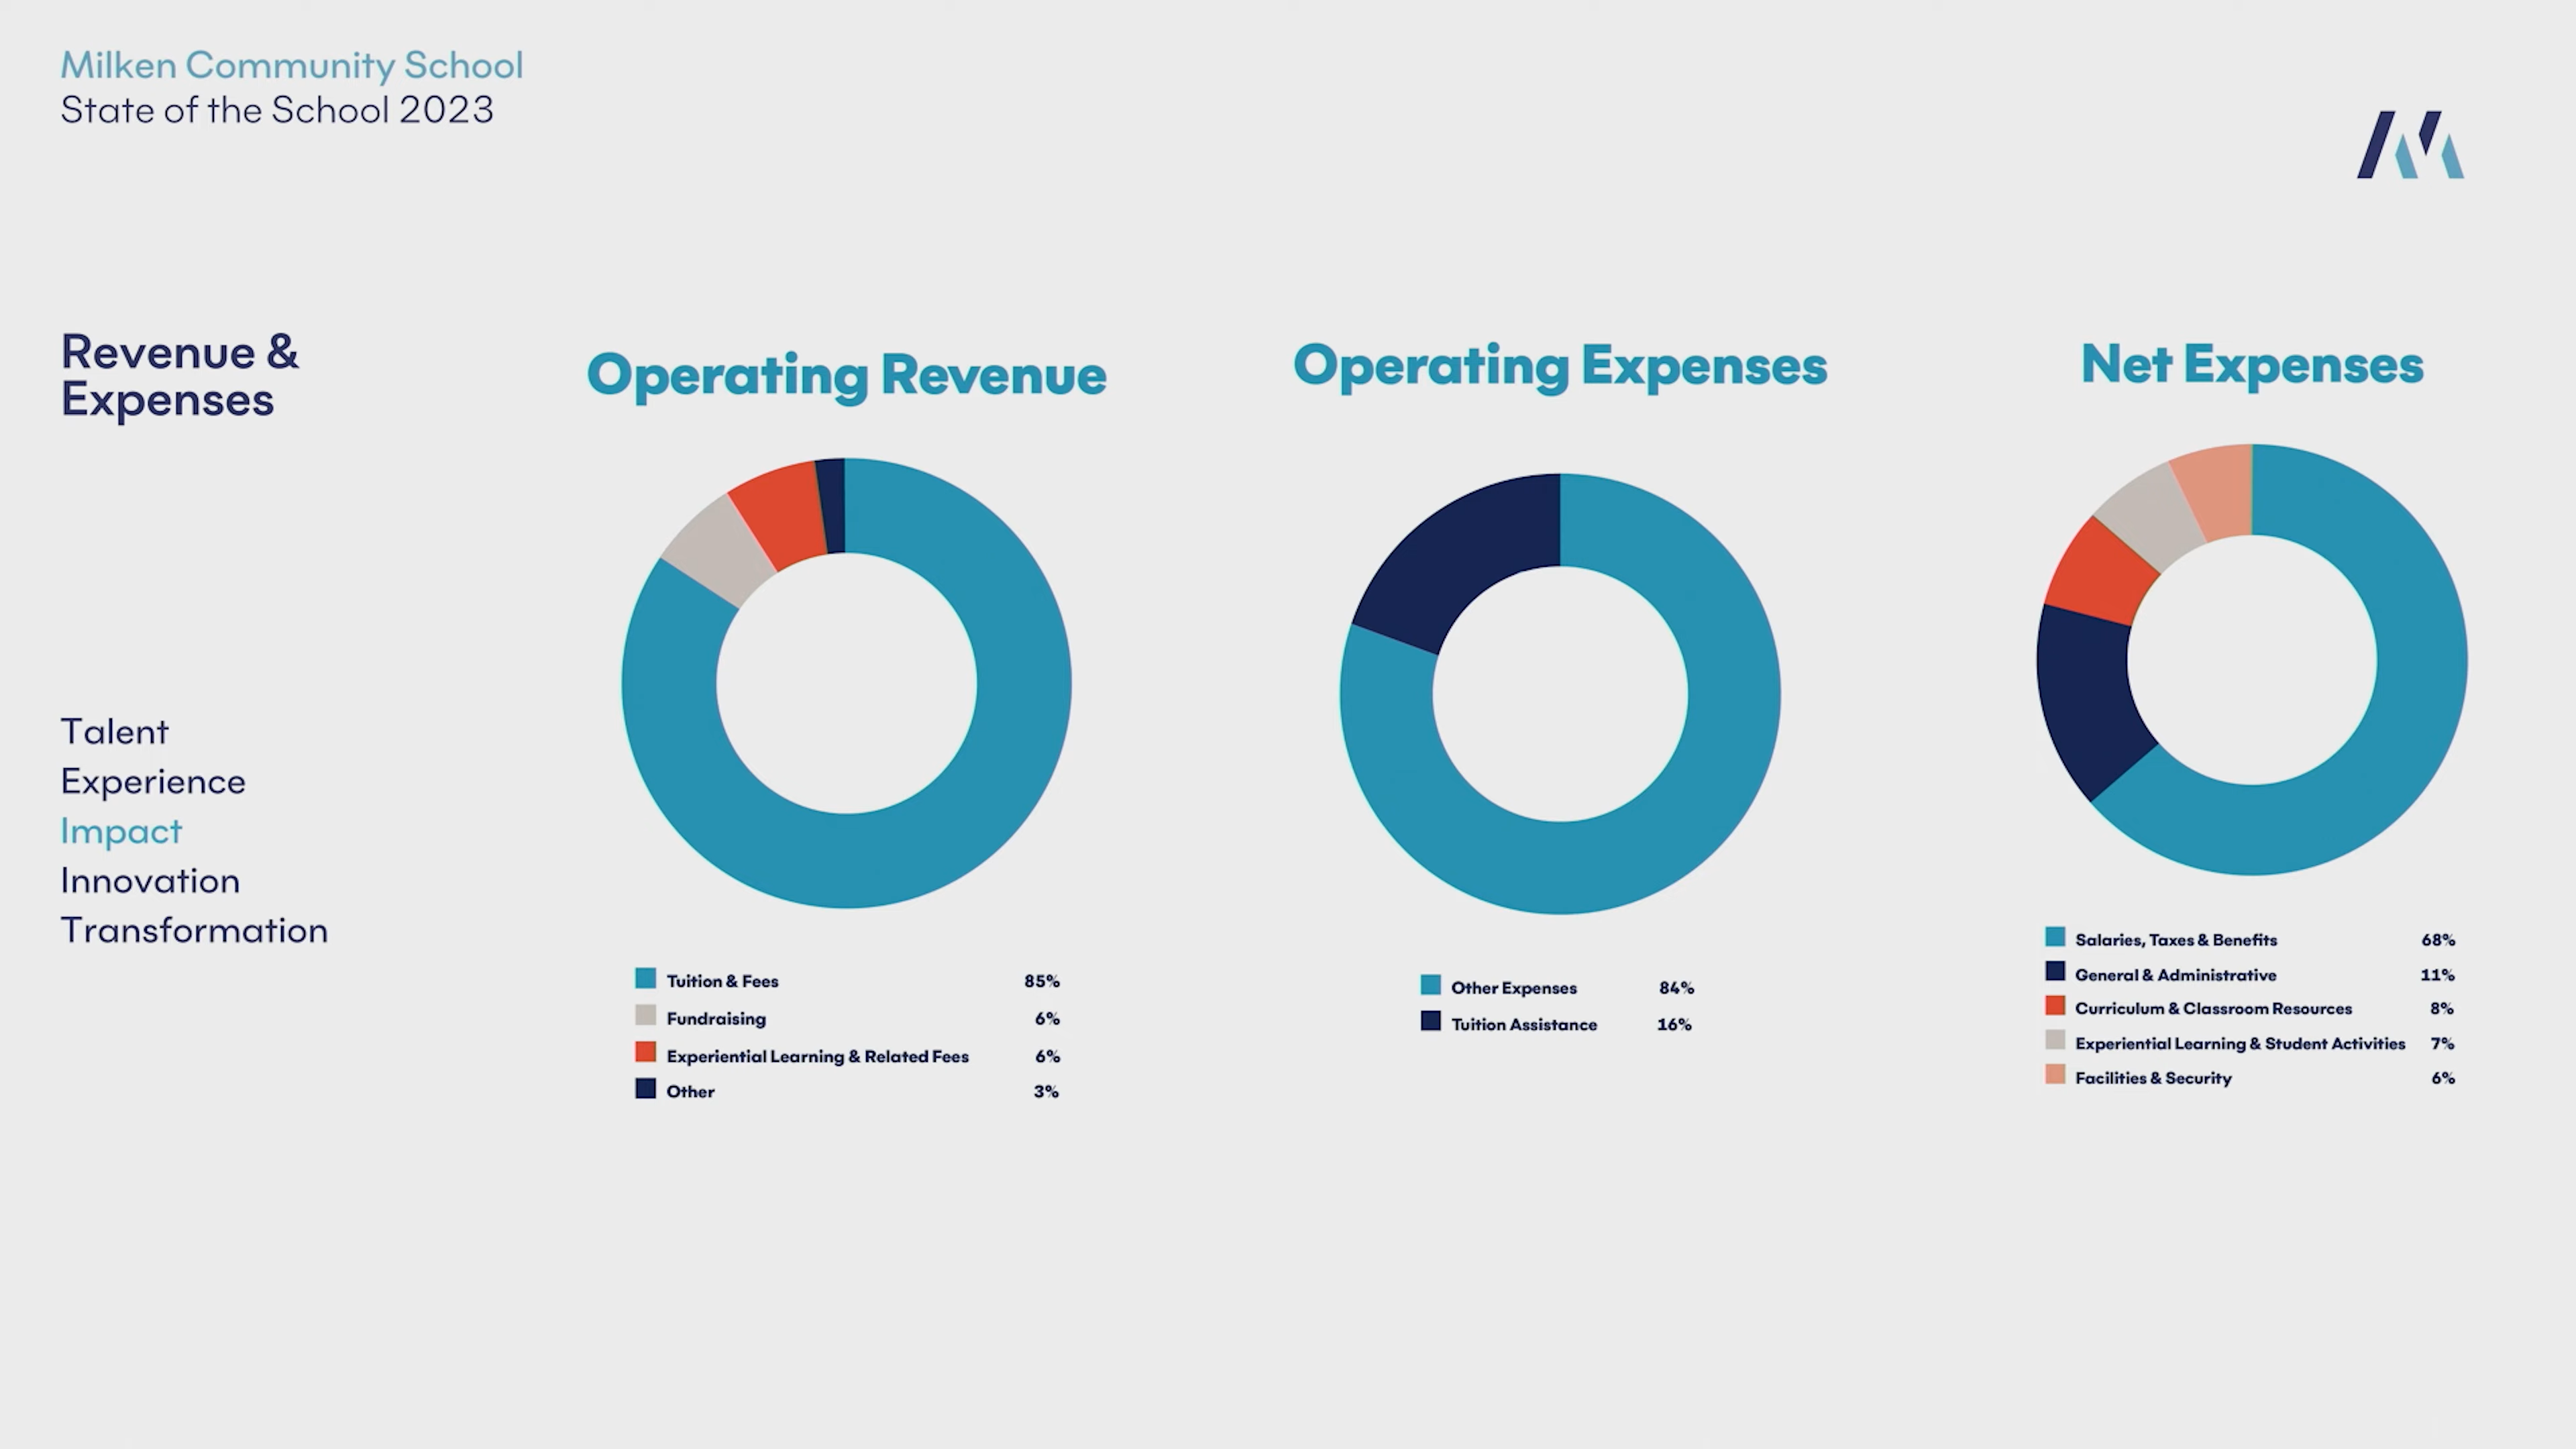 Milken Community School
State of the School 2023
Revenue &
Expenses
Talent
Experience
Impact
Innovation
Transformation
Operating Revenue
Tuition & Fees 85%
Fundraising 6%
Experiential Learning & Related Fees 6%
Other 3%
Operating Expenses
Other Expenses 84%
Tuition Assistance 16%
Net Expenses
Salaries, Taxes & Benefits 68%
General & Administrative 11%
Curriculum & Classroom Resources 8%
Experiential Learning & Student Activities 7%
Facilities & Security 6%